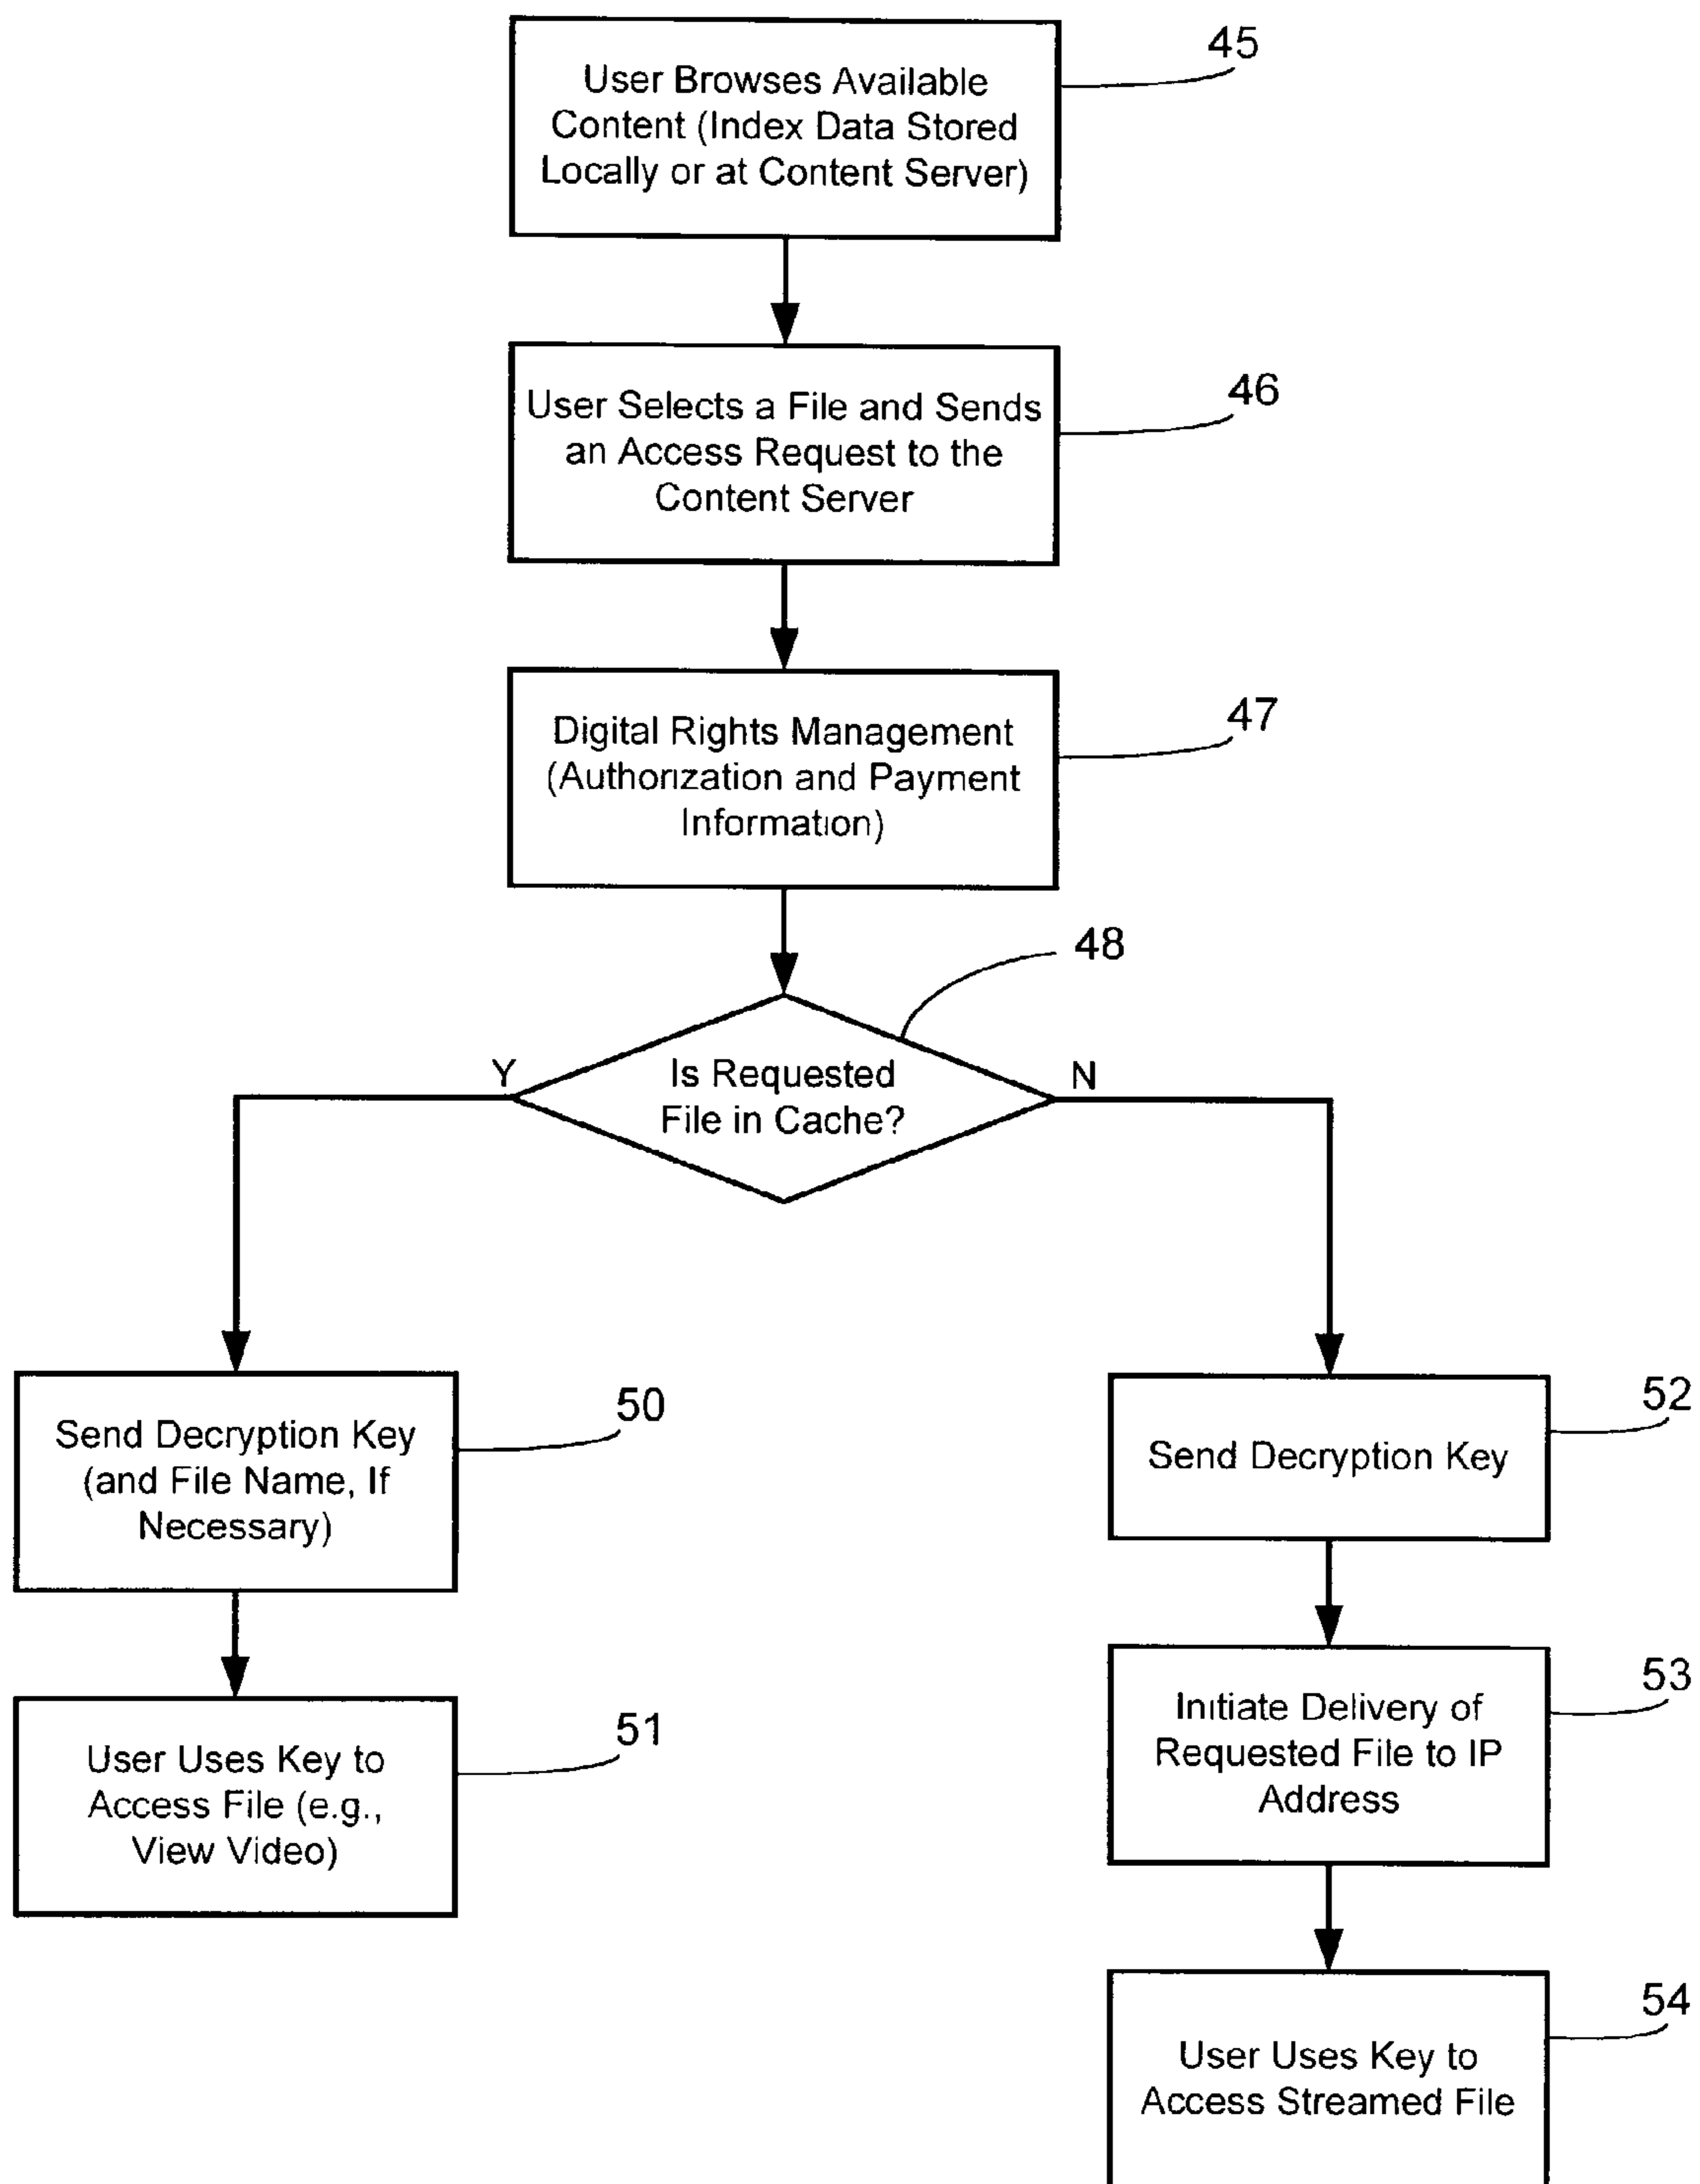 45
User Browses Available
Content (Index Data Stored
Locally or at Content Server)
46
User Selects a File and Sends
an Access Request to the
Content Server
47
Digital Rights Management
(Authorization and Payment
Information)
48
Y
Is Requested
File in Cache?
N
50
Send Decryption Key
(and File Name, If
Necessary)
51
User Uses Key to
Access File (e.g.,
View Video)
52
Send Decryption Key
53
Initiate Delivery of
Requested File to IP
Address
54
User Uses Key to
Access Streamed File